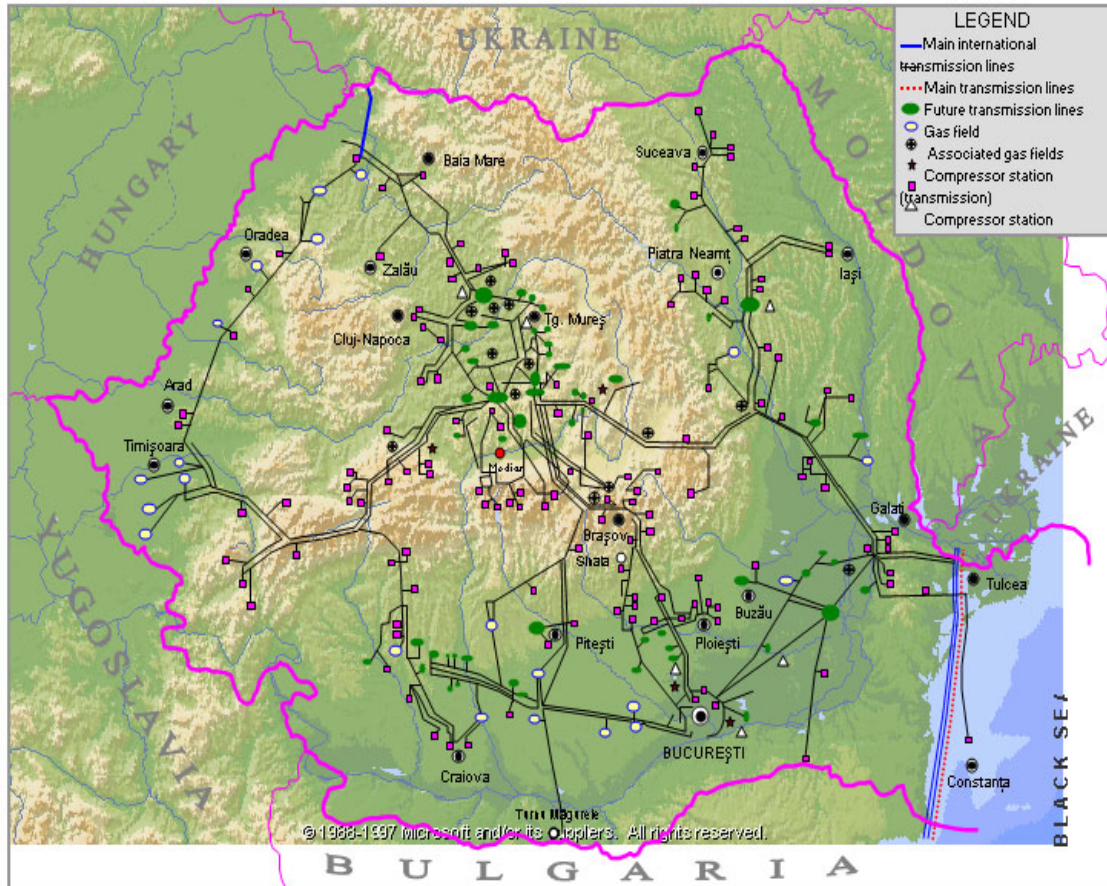 LEGEND
Main international
transmission lines
Main transmission lines
Future transmission lines
Gas field
Associated gas fields
Compressor station
(transmission)
Compressor station
UKRAINE
MOLDOVA
HUNGARY
Suceava
Baia Mare
Oradea
Zalău
Piatra Neamț
Iași
Cluj-Napoca
Tg. Mureș
Arad
Timișoara
Mediaș
UKRAINE
Galați
Brașov
Shata
Tulcea
Buzău
YUGOSLAVIA
Pitești
Ploiești
BUCUREȘTI
Craiova
Constanța
BLACK SEA
Turnu Măgurele
© 1988-1997 Microsoft and/or its suppliers. All rights reserved.
BULGARIA